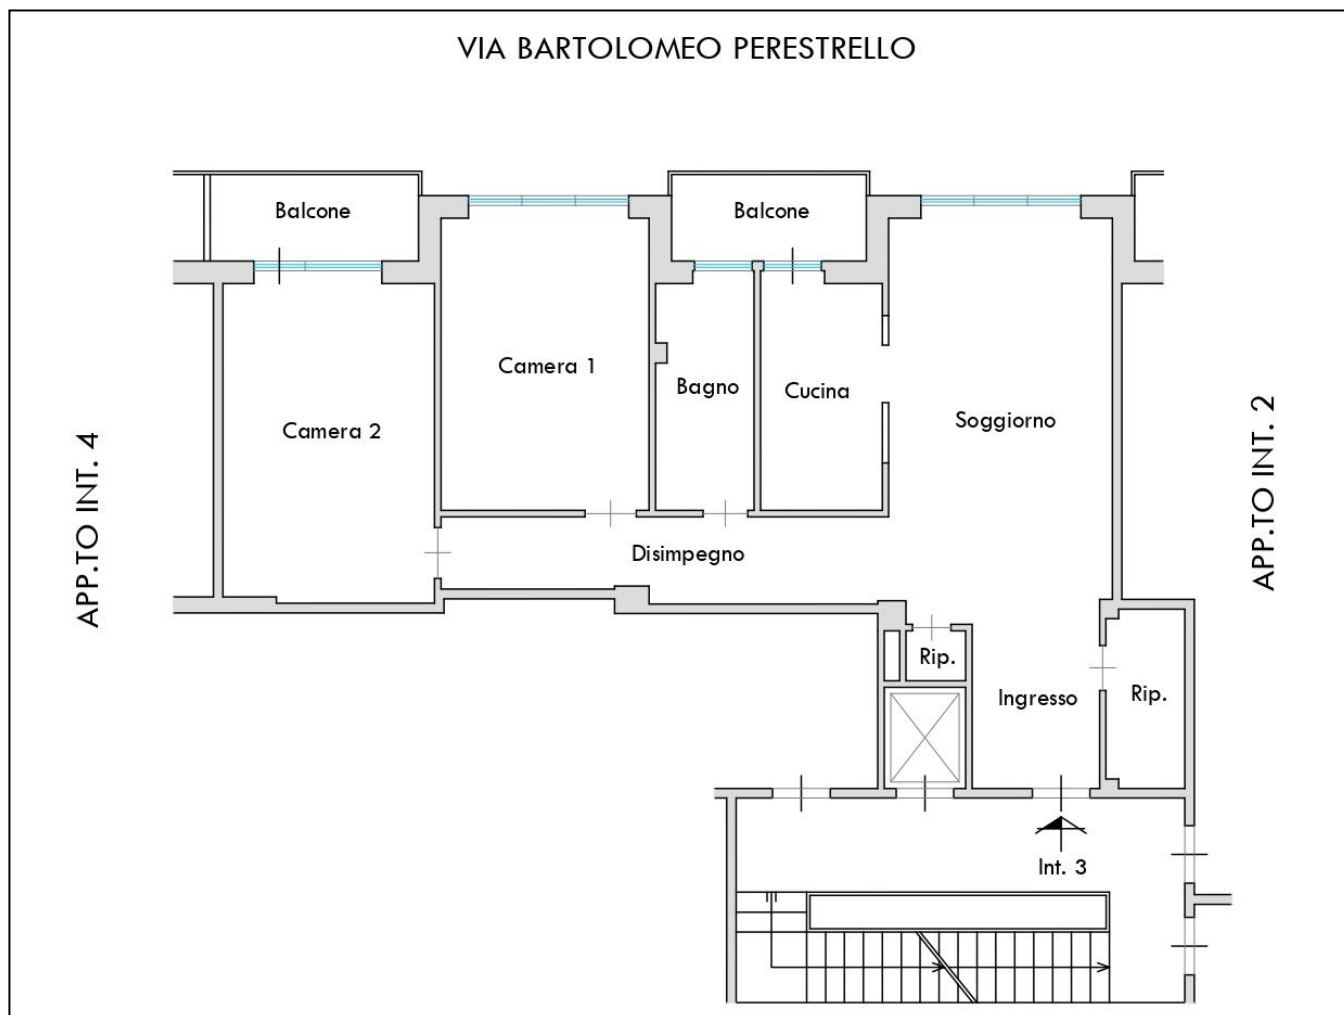 VIA BARTOLOMEO PERESTRELLO
Balcone
Balcone
Camera 1
Bagno
Cucina
Camera 2
Soggiorno
APP.TO INT. 4
APP.TO INT. 2
Disimpegno
Rip.
Ingresso
Rip.
Int. 3